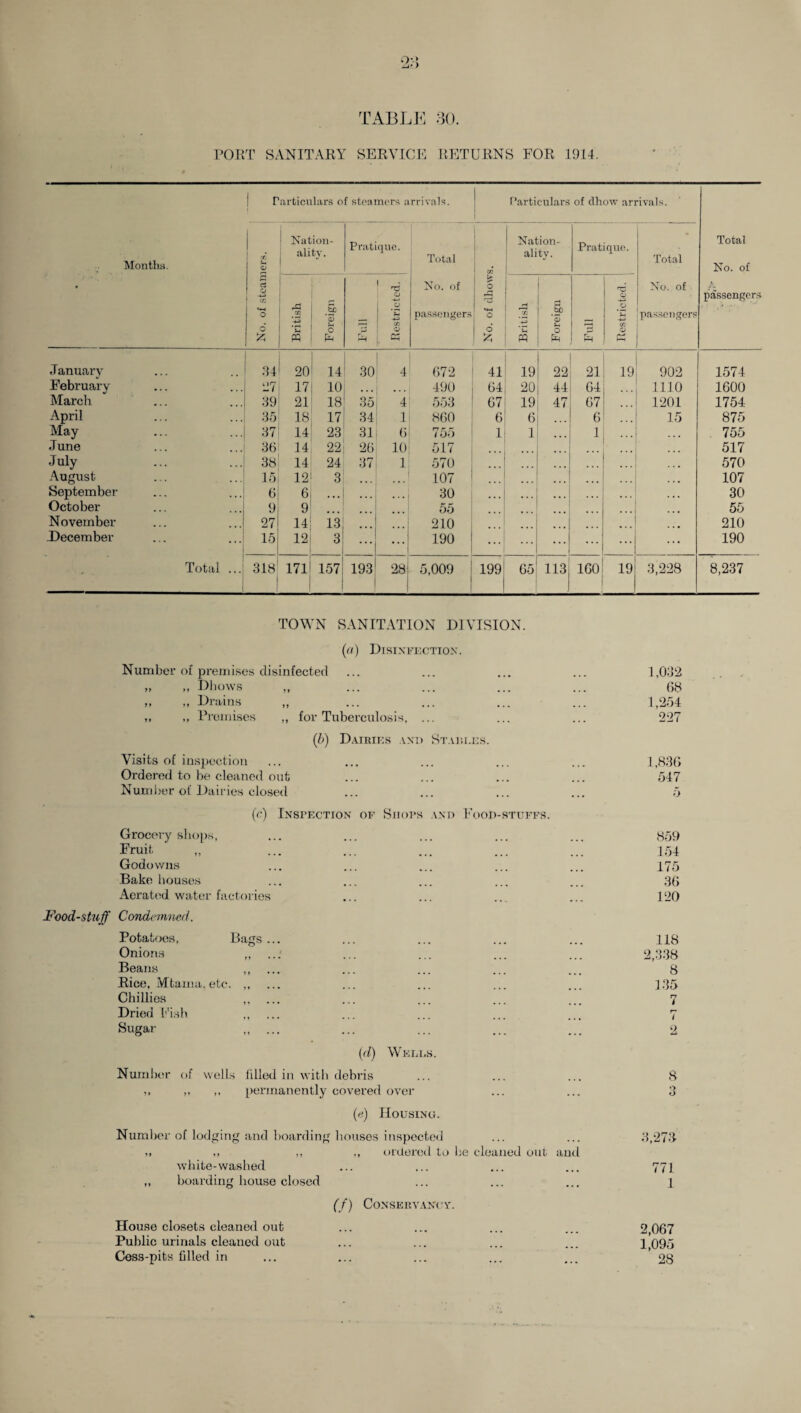 23
TABLE 30.
PORT SANITARY SERVICE RETURNS FOR 1914.
Months. | Particulars of steamers arrivals. | Particulars of dhow arrivals. | Total No. of passengers
No. of steamers. | Nationality. British | Foreign | Pratique. Full | Restricted. | Total No. of passengers | No. of dhows. | Nationality. British | Foreign | Pratique. Full | Restricted. | Total No. of passengers
January ... 34 20 14 30 4 672 41 19 22 21 19 902 1574
February ... 27 17 10 ... ... 490 64 20 44 64 ... 1110 1600
March ... 39 21 18 35 4 553 67 19 47 67 ... 1201 1754
April ... 35 18 17 34 1 860 6 6 ... 6 ... 15 875
May ... 37 14 23 31 6 755 1 1 ... 1 ... ... 755
June ... 36 14 22 26 10 517 ... ... ... ... ... ... 517
July ... 38 14 24 37 1 570 ... ... ... ... ... ... 570
August ... 15 12 3 ... ... 107 ... ... ... ... ... ... 107
September ... 6 6 ... ... ... 30 ... ... ... ... ... ... 30
October ... 9 9 ... ... ... 55 ... ... ... ... ... ... 55
November ... 27 14 13 ... ... 210 ... ... ... ... ... ... 210
December ... 15 12 3 ... ... 190 ... ... ... ... ... ... 190
Total ... 318 171 157 193 28 5,009 199 65 113 160 19 3,228 8,237
TOWN SANITATION DIVISION.
(a) DISINFECTION.
Number of premises disinfected ... 1,032
,, ,, Dhows ,, ... 68
,, ,, Drains ,, ... 1,254
,, ,, Premises ,, for Tuberculosis, ... 227
(b) DAIRIES AND STABLES.
Visits of inspection ... 1,836
Ordered to be cleaned out ... 547
Number of Dairies closed ... 5
(c) INSPECTION OF SHOPS AND FOOD-STUFFS.
Grocery shops, ... 859
Fruit ,, ... 154
Godowns ... 175
Bake houses ... 36
Aerated water factories ... 120
Food-stuff Condemned.
Potatoes, Bags ... 118
Onions ,, ... 2,338
Beans ,, ... 8
Rice, Mtama, etc. ,, ... 135
Chillies ,, ... 7
Dried Fish ,, ... 7
Sugar ,, ... 2
(d) WELLS.
Number of wells filled in with debris ... 8
,, ,, ,, permanently covered over ... 3
(e) HOUSING.
Number of lodging and boarding houses inspected ... 3,273
,, ,, ,, ,, ordered to be cleaned out and
white-washed ... 771
,, boarding house closed ... 1
(f) CONSERVANCY.
House closets cleaned out ... 2,067
Public urinals cleaned out ... 1,095
Cess-pits filled in ... 28